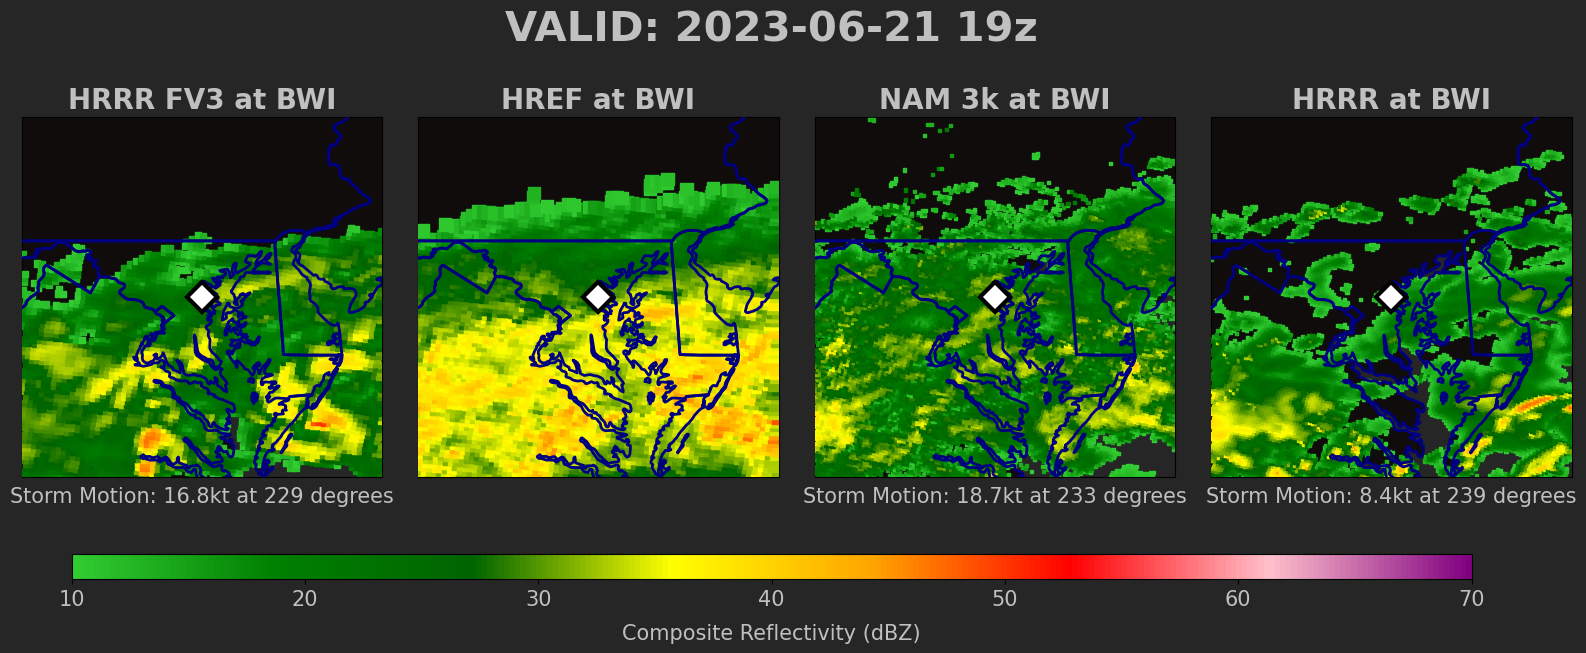 VALID: 2023-06-21 19z
HRRR FV3 at BWI
HREF at BWI
NAM 3k at BWI
HRRR at BWI
Storm Motion: 16.8kt at 229 degrees
Storm Motion: 18.7kt at 233 degrees
Storm Motion: 8.4kt at 239 degrees
10 20 30 40 50 60 70
Composite Reflectivity (dBZ)